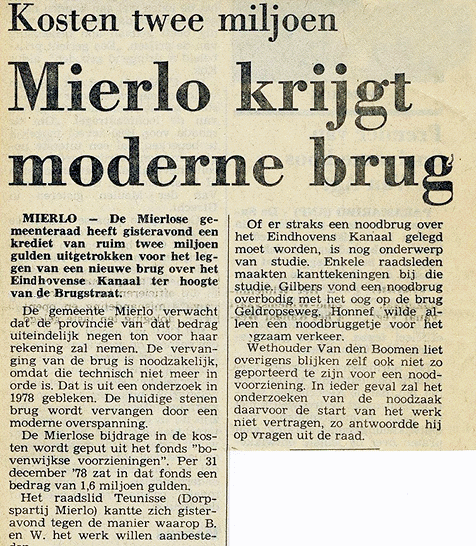 Kosten twee miljoen
Mierlo krijgt
moderne brug
MIERLO – De Mierlose ge-
meenteraad heeft gisteravond een
krediet van ruim twee miljoen
gulden uitgetrokken voor het leg-
gen van een nieuwe brug over het
Eindhovense Kanaal ter hoogte
van de Brugstraat.
De gemeente Mierlo verwacht
dat de provincie van dat bedrag
uiteindelijk negen ton voor haar
rekening zal nemen. De vervan-
ging van de brug is noodzakelijk,
omdat die technisch niet meer in
orde is. Dat is uit een onderzoek in
1978 gebleken. De huidige stenen
brug wordt vervangen door een
moderne overspanning.
De Mierlose bijdrage in de kos-
ten wordt geput uit het fonds "bo-
venwijkse voorzieningen". Per 31
december '78 zat in dat fonds een
bedrag van 1,6 miljoen gulden.
Het raadslid Teunisse (Dorp-
spartij Mierlo) kantte zich gister-
avond tegen de manier waarop B.
en W. het werk willen aanbeste-
Of er straks een noodbrug over
het Eindhovens Kanaal gelegd
moet worden, is nog onderwerp
van studie. Enkele raadsleden
maakten kanttekeningen bij die
studie. Gilbers vond een noodbrug
overbodig met het oog op de brug
Geldropseweg, Honnef wilde al-
leen een noodbruggetje voor het
gzaam verkeer.
Wethouder Van den Boomen liet
overigens blijken zelf ook niet zo
geporteerd te zijn voor een nood-
voorziening. In ieder geval zal het
onderzoeken van de noodzaak
daarvoor de start van het werk
niet vertragen, zo antwoordde hij
op vragen uit de raad.